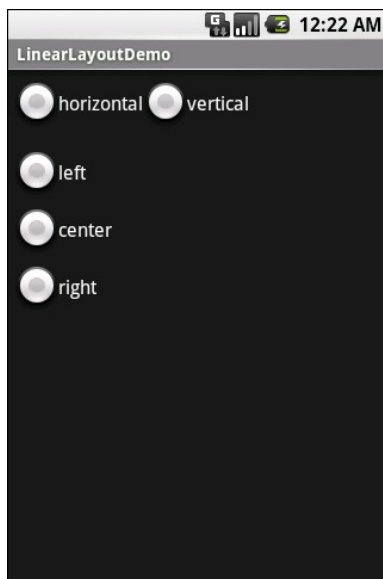 G 12:22 AM
LinearLayoutDemo
horizontal vertical
left
center
right